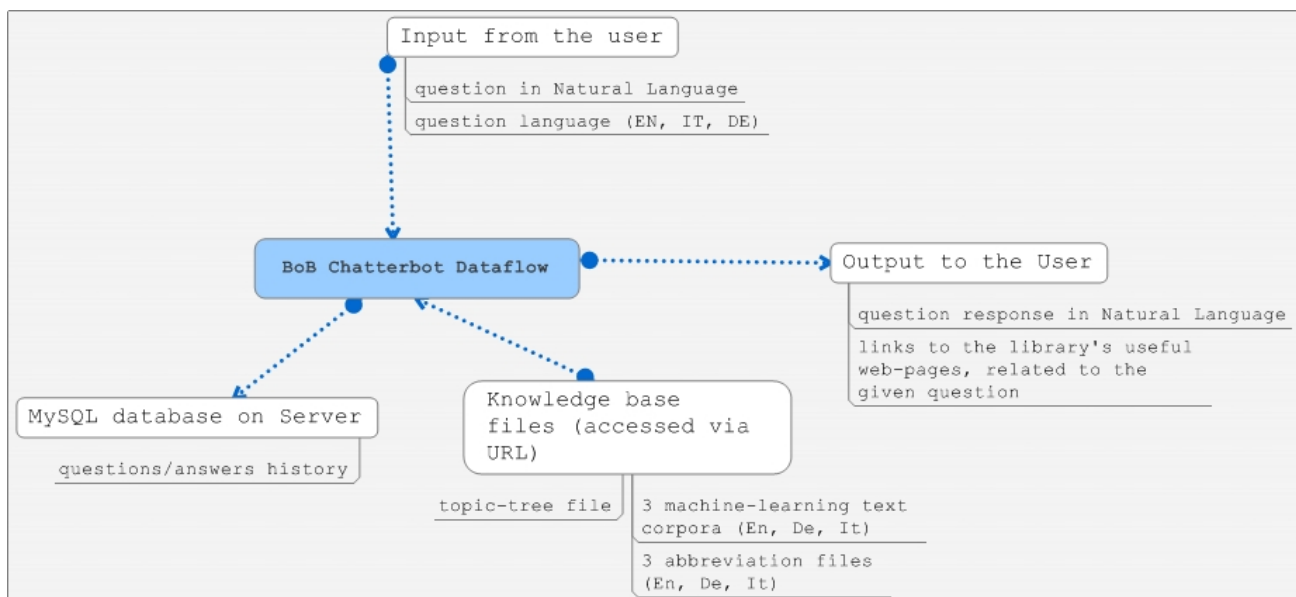 Input from the user
question in Natural Language
question language (EN, IT, DE)
BoB Chatterbot Dataflow
Output to the User
question response in Natural Language
links to the library's useful
web-pages, related to the
given question
MySQL database on Server
questions/answers history
Knowledge base
files (accessed via
URL)
topic-tree file
3 machine-learning text
corpora (En, De, It)
3 abbreviation files
(En, De, It)